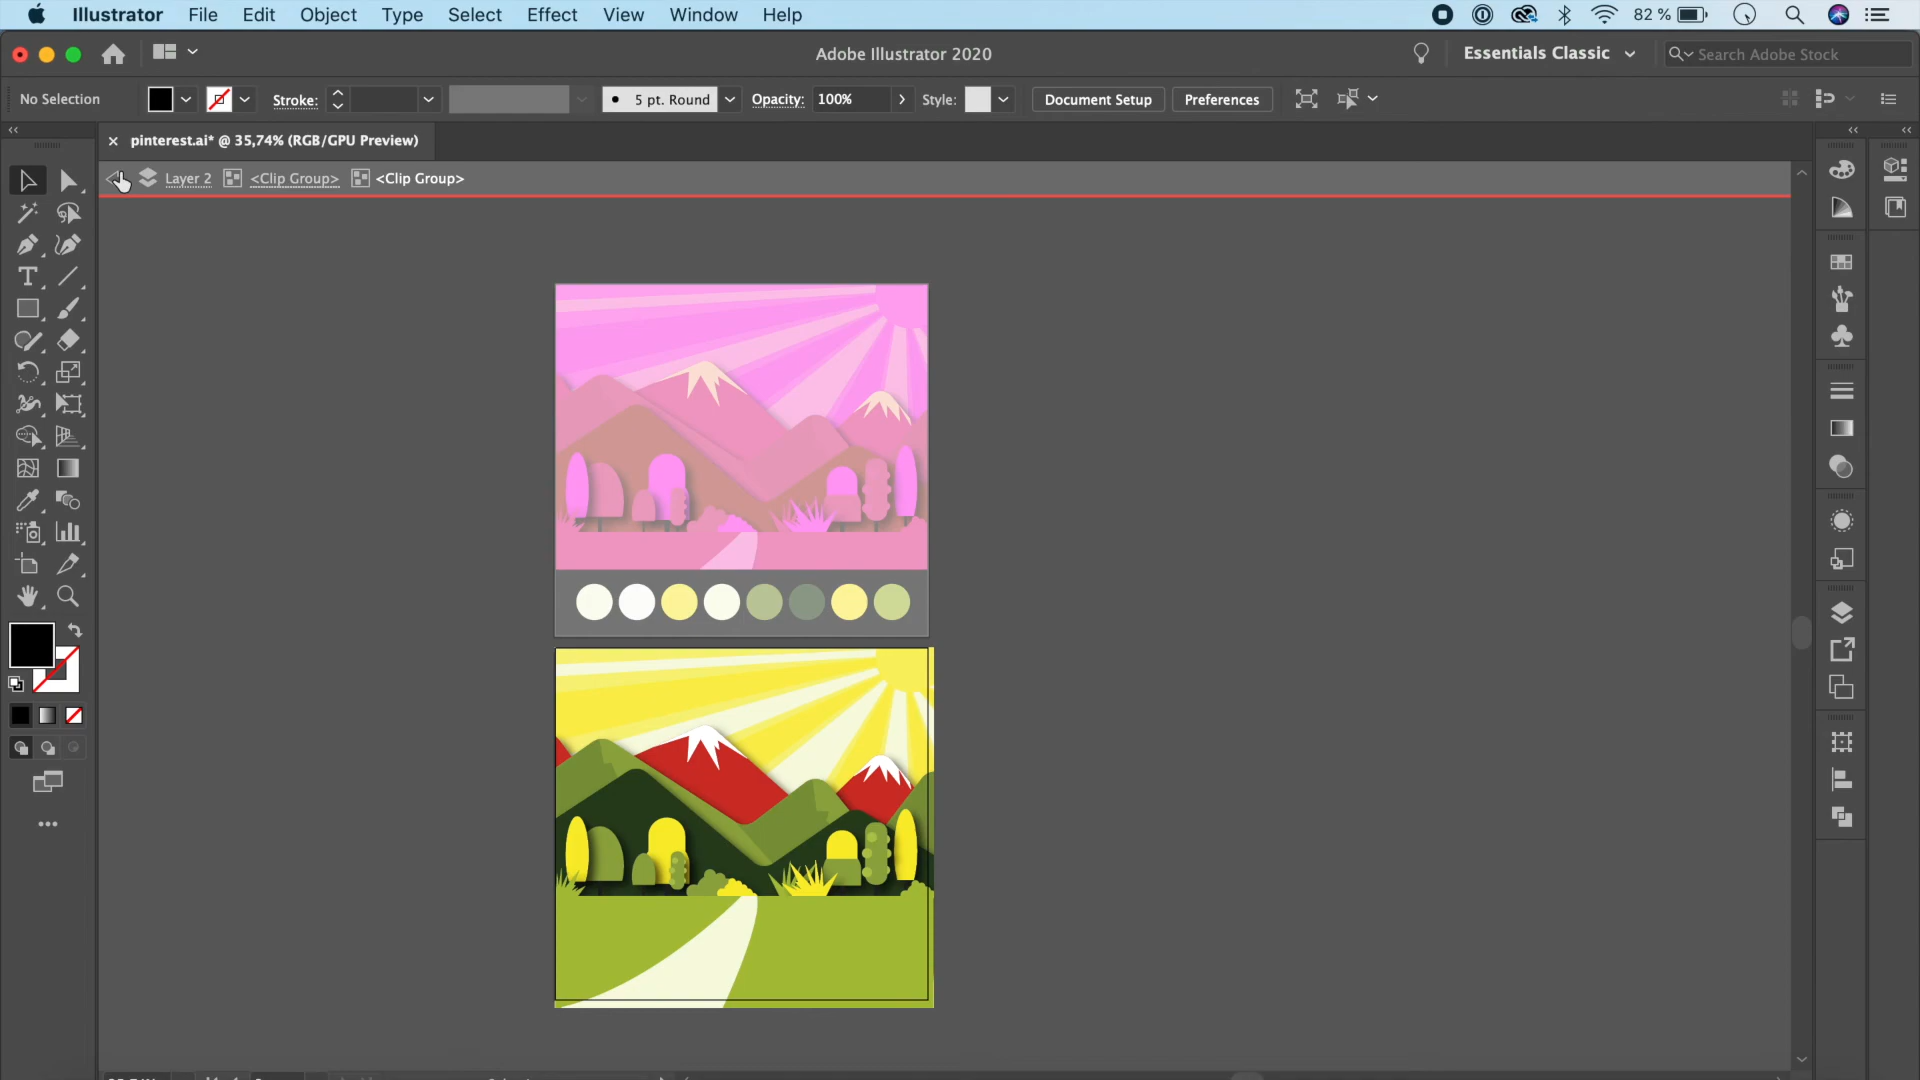 Illustrator File Edit Object Type Select Effect View Window Help 82 %
Adobe Illustrator 2020 Essentials Classic Search Adobe Stock
No Selection Stroke: 5 pt. Round Opacity: 100% Style: Document Setup Preferences
pinterest.ai* @ 35,74% (RGB/GPU Preview)
Layer 2 <Clip Group> <Clip Group>